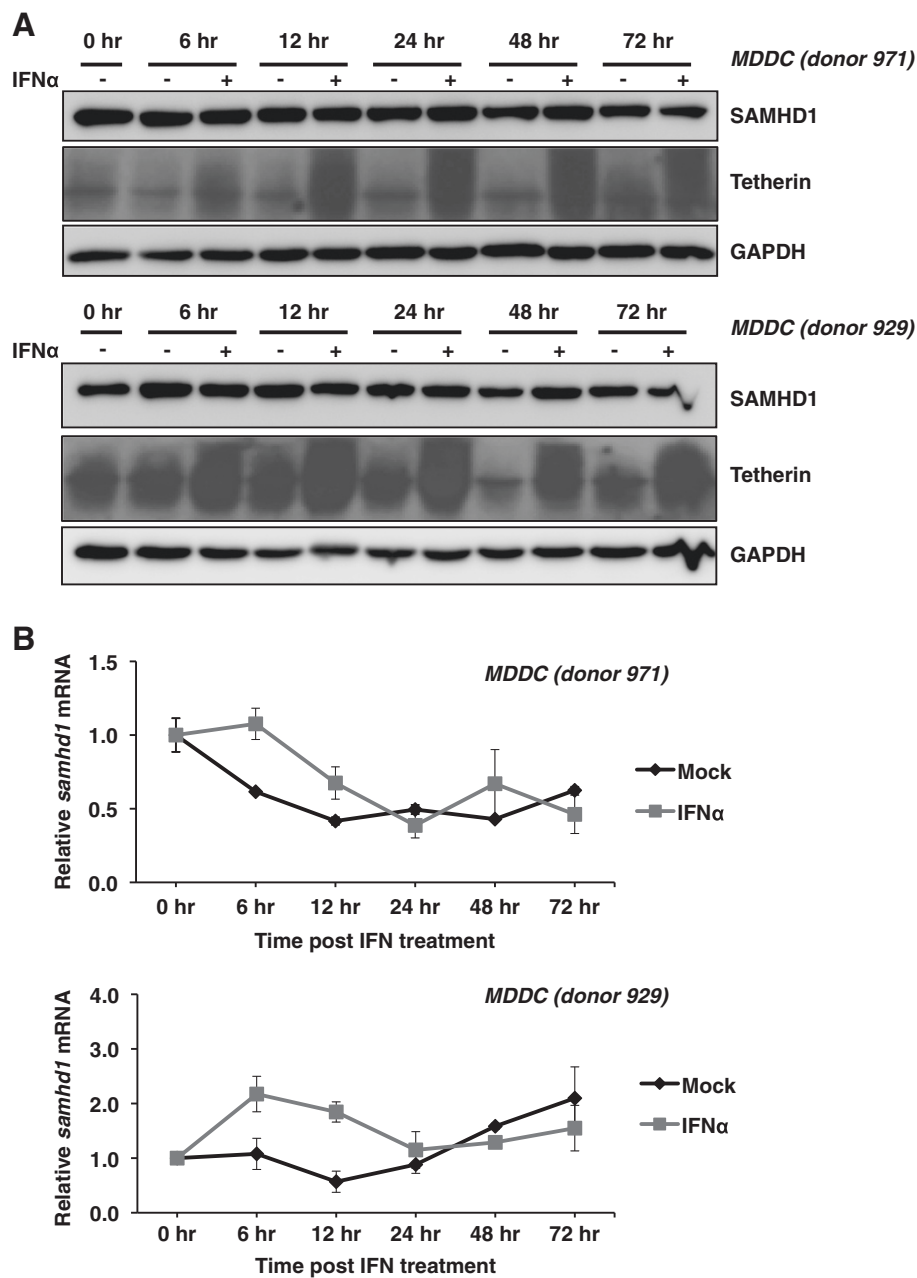 A
0 hr 6 hr 12 hr 24 hr 48 hr 72 hr MDDC (donor 971)
IFNα - - + - + - + - + - +
SAMHD1
Tetherin
GAPDH
0 hr 6 hr 12 hr 24 hr 48 hr 72 hr MDDC (donor 929)
IFNα - - + - + - + - + - +
SAMHD1
Tetherin
GAPDH
B
MDDC (donor 971)
Relative samhd1 mRNA
1.5
1.0
0.5
0.0
Mock
IFNα
0 hr 6 hr 12 hr 24 hr 48 hr 72 hr
Time post IFN treatment
MDDC (donor 929)
Relative samhd1 mRNA
4.0
3.0
2.0
1.0
0.0
Mock
IFNα
0 hr 6 hr 12 hr 24 hr 48 hr 72 hr
Time post IFN treatment